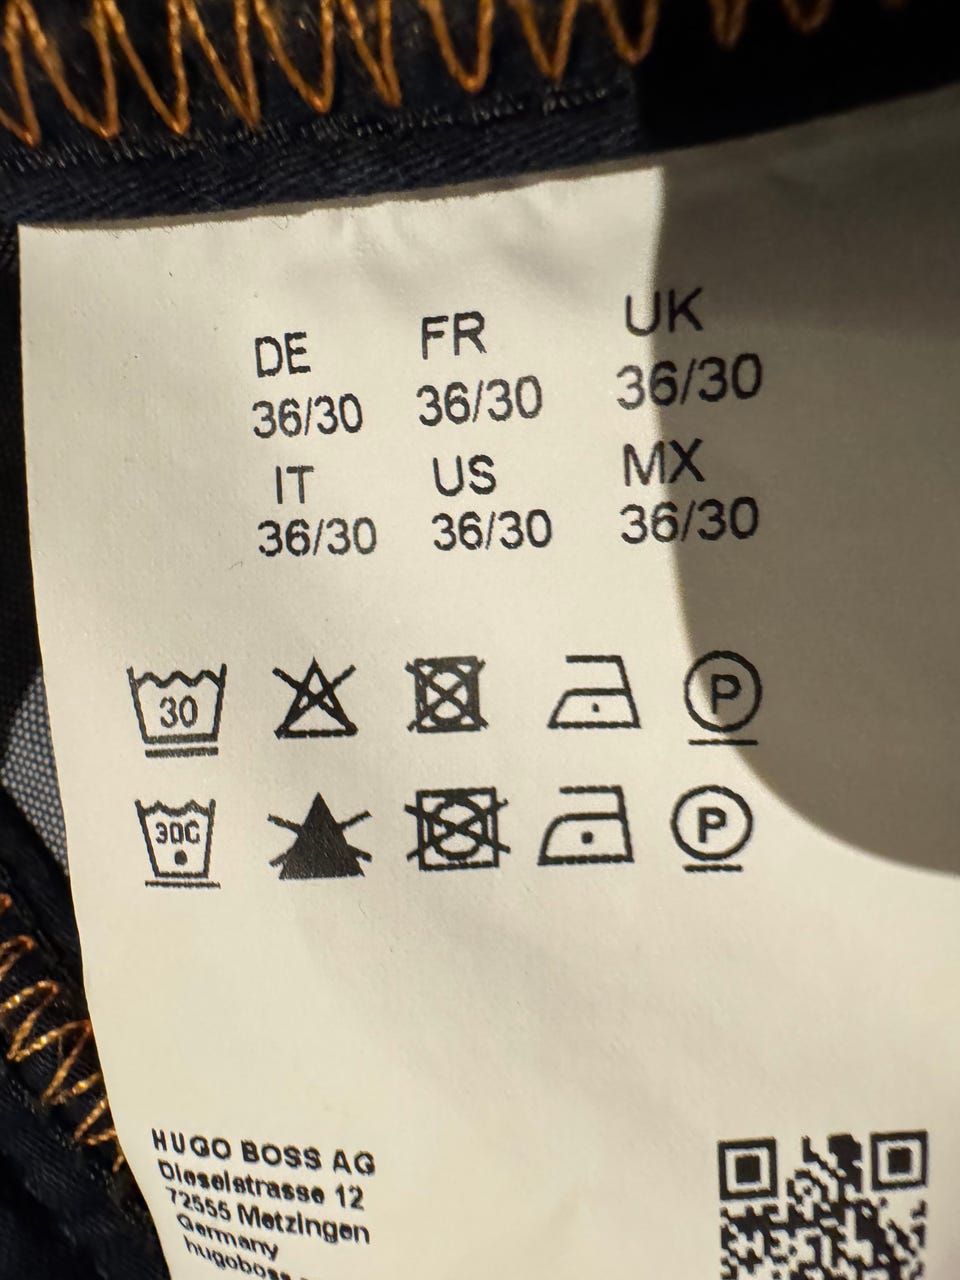 DE FR UK
36/30 36/30 36/30
IT US MX
36/30 36/30 36/30
30 P
30C P
HUGO BOSS AG
Dieselstrasse 12
72555 Metzingen
Germany